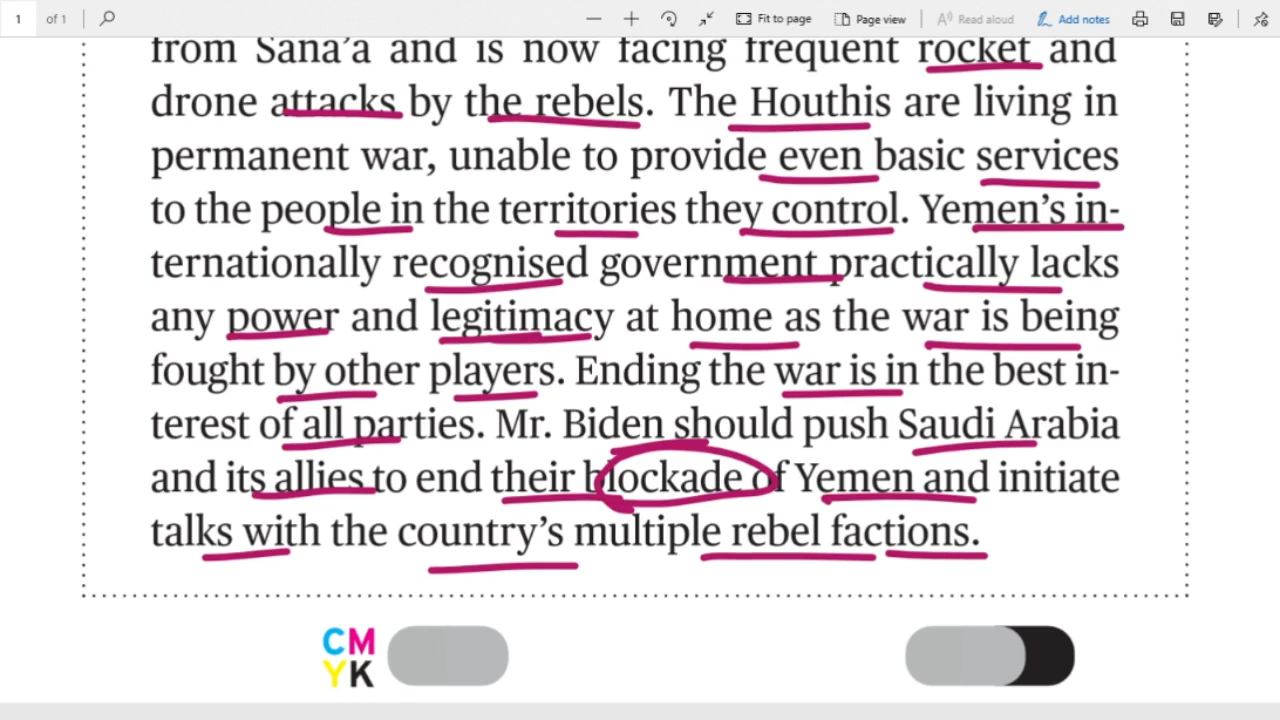 1 of 1 Fit to page Page view Read aloud Add notes
from Sana’a and is now facing frequent rocket and
drone attacks by the rebels. The Houthis are living in
permanent war, unable to provide even basic services
to the people in the territories they control. Yemen’s in-
ternationally recognised government practically lacks
any power and legitimacy at home as the war is being
fought by other players. Ending the war is in the best in-
terest of all parties. Mr. Biden should push Saudi Arabia
and its allies to end their blockade of Yemen and initiate
talks with the country’s multiple rebel factions.
CM
YK